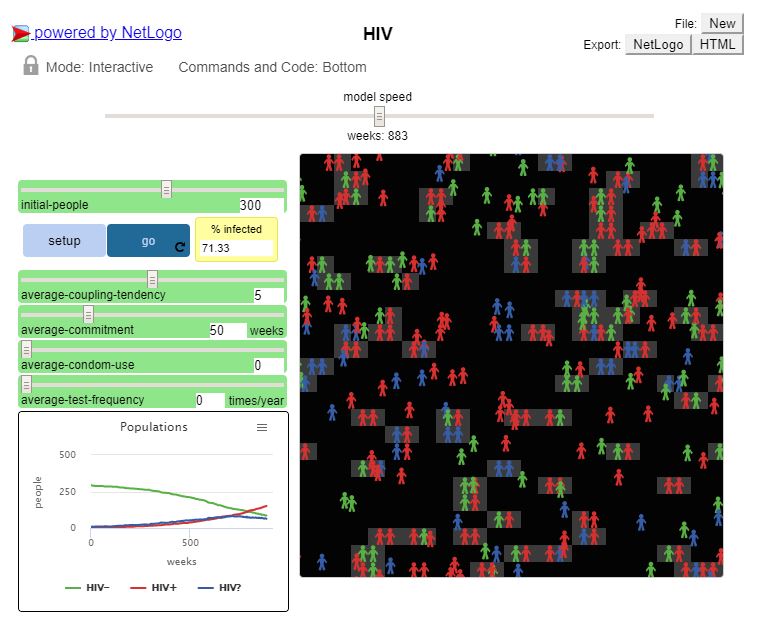 powered by NetLogo
HIV
File: New
Export: NetLogo HTML
Mode: Interactive
Commands and Code: Bottom
model speed
weeks: 883
initial-people 300
setup
go
% infected
71.33
average-coupling-tendency 5
average-commitment 50 weeks
average-condom-use 0
average-test-frequency 0 times/year
Populations
people
500
250
0
0 500
weeks
HIV− HIV+ HIV?